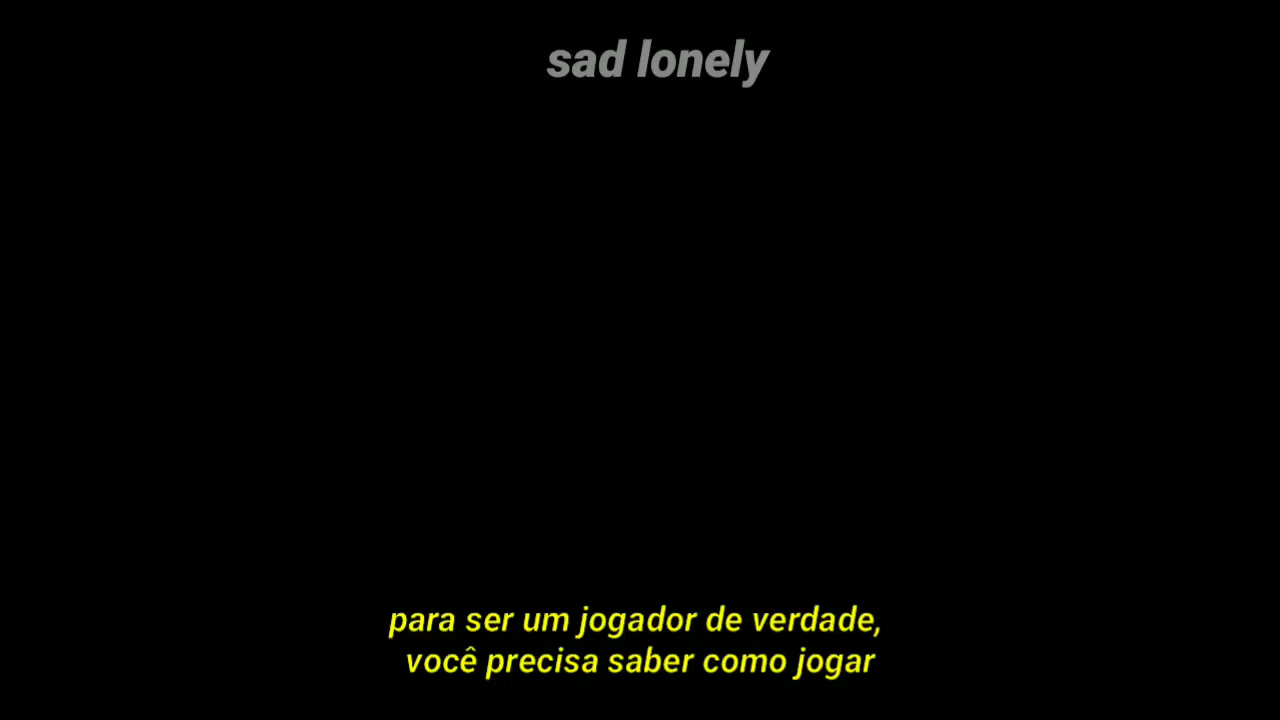 sad lonely
para ser um jogador de verdade,
você precisa saber como jogar